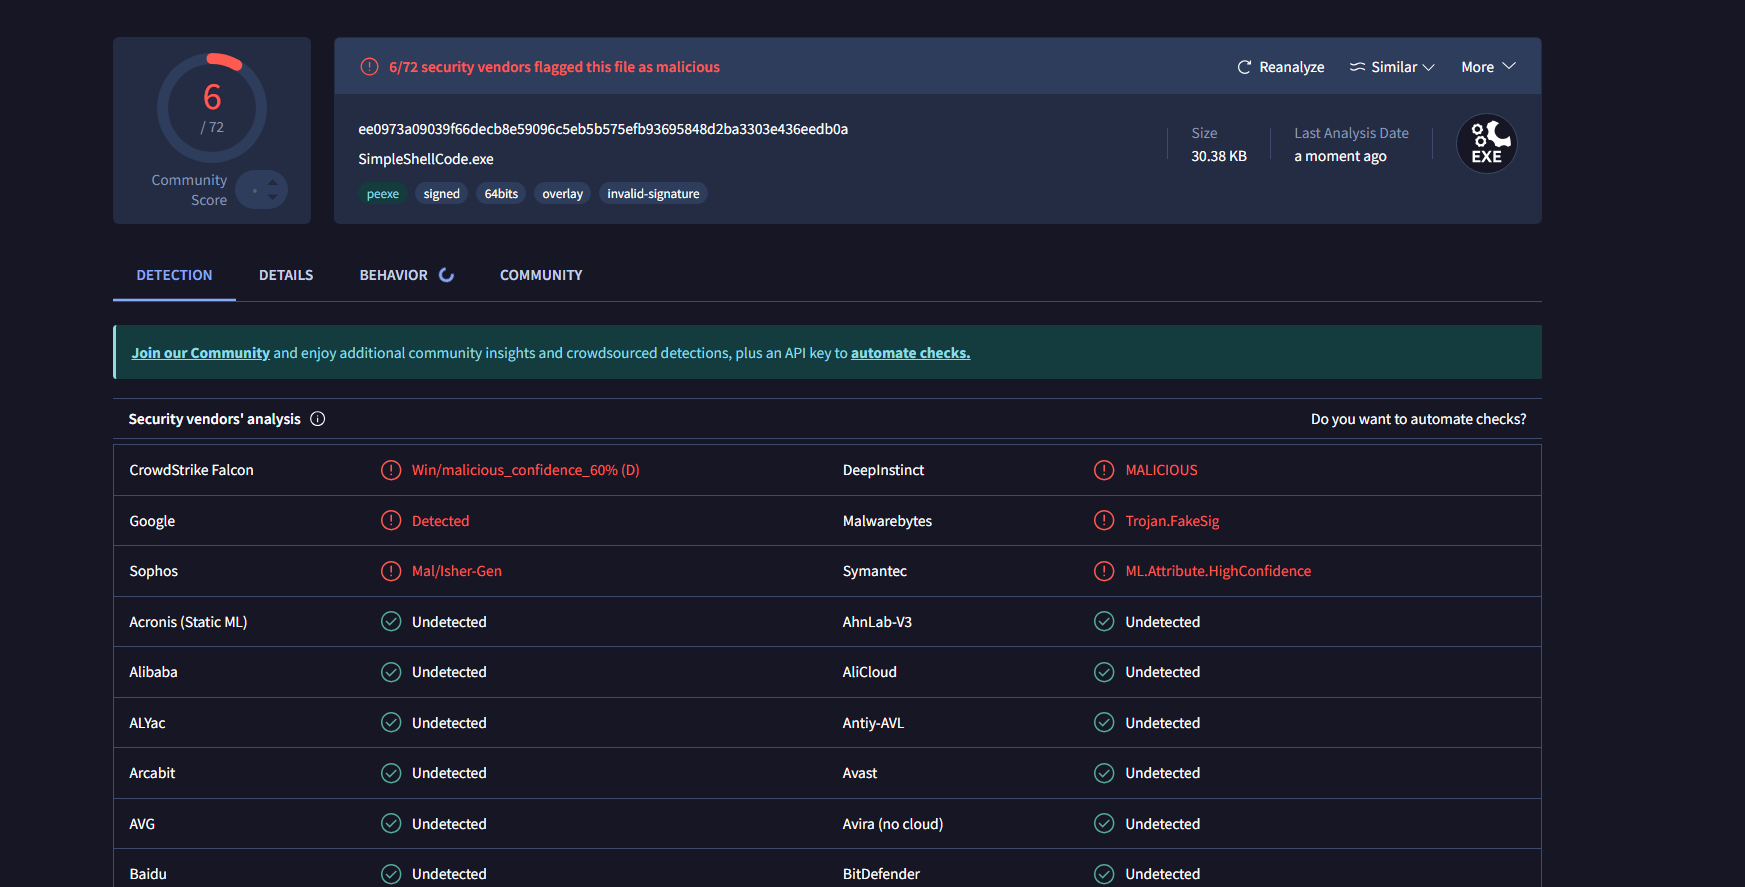 6
/ 72
Community
Score
6/72 security vendors flagged this file as malicious
Reanalyze
Similar
More
ee0973a09039f66decb8e59096c5eb5b575efb93695848d2ba3303e436eedb0a
SimpleShellCode.exe
peexe
signed
64bits
overlay
invalid-signature
Size
30.38 KB
Last Analysis Date
a moment ago
EXE
DETECTION
DETAILS
BEHAVIOR
COMMUNITY
Join our Community and enjoy additional community insights and crowdsourced detections, plus an API key to automate checks.
Security vendors' analysis
Do you want to automate checks?
CrowdStrike Falcon
Win/malicious_confidence_60% (D)
DeepInstinct
MALICIOUS
Google
Detected
Malwarebytes
Trojan.FakeSig
Sophos
Mal/Isher-Gen
Symantec
ML.Attribute.HighConfidence
Acronis (Static ML)
Undetected
AhnLab-V3
Undetected
Alibaba
Undetected
AliCloud
Undetected
ALYac
Undetected
Antiy-AVL
Undetected
Arcabit
Undetected
Avast
Undetected
AVG
Undetected
Avira (no cloud)
Undetected
Baidu
Undetected
BitDefender
Undetected